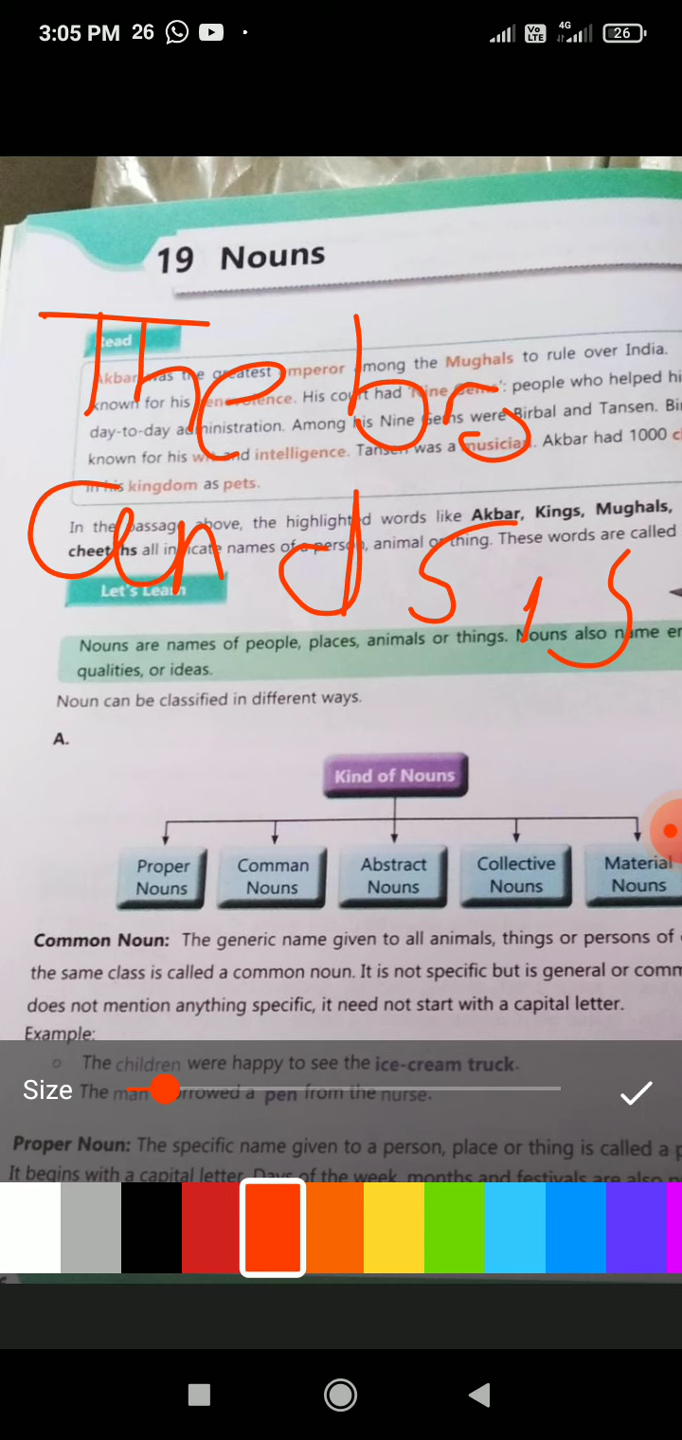 3:05 PM 26
Vo LTE 4G 26
19 Nouns
Read
Akbar was the greatest emperor among the Mughals to rule over India.
known for his benevolence. His court had 'Nine Gems': people who helped hi
day-to-day administration. Among his Nine Gems were Birbal and Tansen. Bir
known for his wit and intelligence. Tansen was a musician. Akbar had 1000 c
in his kingdom as pets.
The bro
and sis
In the passage above, the highlighted words like Akbar, Kings, Mughals,
cheetahs all indicate names of a person, animal or thing. These words are called
Let's Learn
Nouns are names of people, places, animals or things. Nouns also name em
qualities, or ideas.
Noun can be classified in different ways.
A.
Kind of Nouns
Proper Nouns
Comman Nouns
Abstract Nouns
Collective Nouns
Material Nouns
Common Noun: The generic name given to all animals, things or persons of
the same class is called a common noun. It is not specific but is general or comm
does not mention anything specific, it need not start with a capital letter.
Example:
The children were happy to see the ice-cream truck.
Size
The man borrowed a pen from the nurse.
Proper Noun: The specific name given to a person, place or thing is called a p
It begins with a capital letter. Days of the week, months and festivals are also